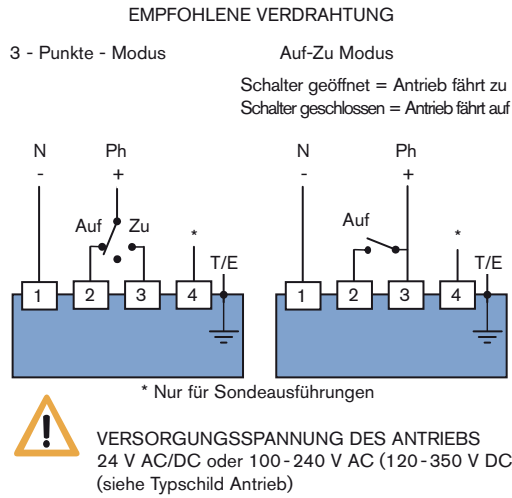 EMPFOHLENE VERDRAHTUNG
3 - Punkte - Modus
Auf-Zu Modus
Schalter geöffnet = Antrieb fährt zu
Schalter geschlossen = Antrieb fährt auf
N Ph
- +
Auf Zu
*
T/E
1 2 3 4
N Ph
- +
Auf
*
T/E
1 2 3 4
* Nur für Sondeausführungen
!
VERSORGUNGSSPANNUNG DES ANTRIEBS
24 V AC/DC oder 100-240 V AC (120-350 V DC
(siehe Typschild Antrieb)